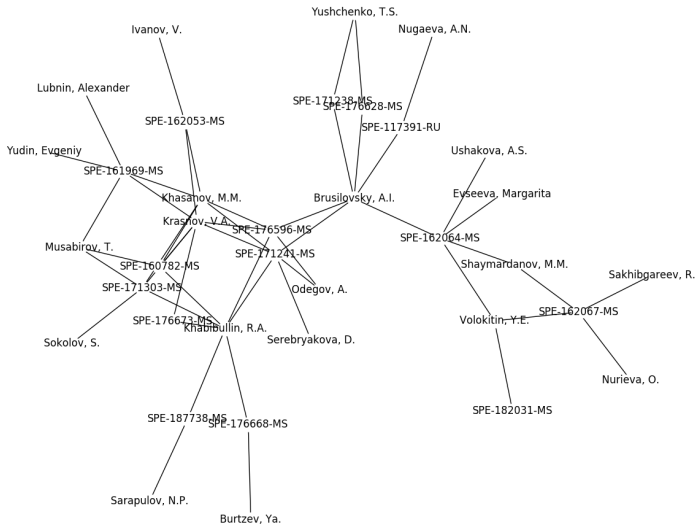 Yushchenko, T.S.
Ivanov, V.
Nugaeva, A.N.
Lubnin, Alexander
SPE-171238-MS
SPE-176628-MS
SPE-162053-MS
SPE-117391-RU
Yudin, Evgeniy
Ushakova, A.S.
SPE-161969-MS
Khasanov, M.M.
Brusilovsky, A.I.
Evseeva, Margarita
Krasnov, V.A.
SPE-176596-MS
SPE-162064-MS
Musabirov, T.
SPE-171241-MS
SPE-160782-MS
Shaymardanov, M.M.
Sakhibgareev, R.
SPE-171303-MS
Odegov, A.
SPE-162067-MS
SPE-176673-MS
Khabibullin, R.A.
Volokitin, Y.E.
Sokolov, S.
Serebryakova, D.
Nurieva, O.
SPE-182031-MS
SPE-187738-MS
SPE-176668-MS
Sarapulov, N.P.
Burtzev, Ya.